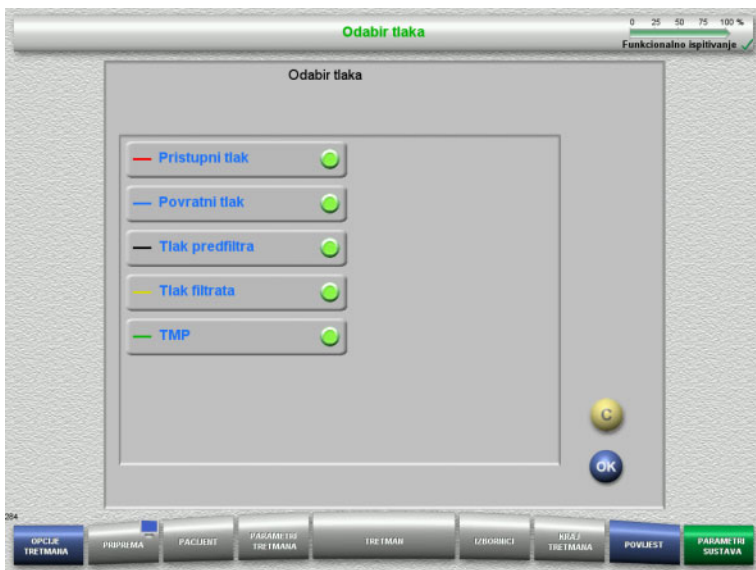 Odabir tlaka
0 25 50 75 100 %
Funkcionalno ispitivanje
Odabir tlaka
Pristupni tlak
Povratni tlak
Tlak predfiltra
Tlak filtrata
TMP
C
OK
284
OPCIJE
TRETMANA
PRIPREMA
PACIJENT
PARAMETRI
TRETMANA
TRETMAN
IZBORNICI
KRAJ
TRETMANA
POVIJEST
PARAMETRI
SUSTAVA